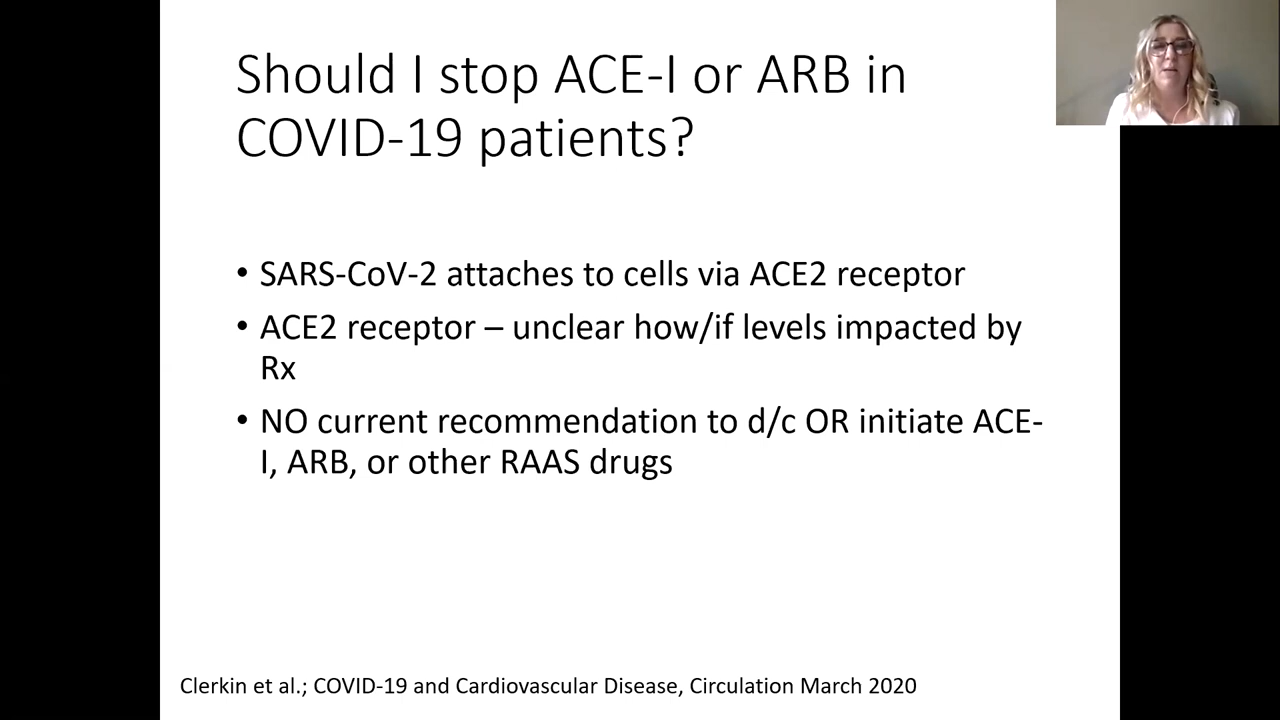 Should I stop ACE-I or ARB in
COVID-19 patients?
• SARS-CoV-2 attaches to cells via ACE2 receptor
• ACE2 receptor – unclear how/if levels impacted by
Rx
• NO current recommendation to d/c OR initiate ACE-
I, ARB, or other RAAS drugs
Clerkin et al.; COVID-19 and Cardiovascular Disease, Circulation March 2020